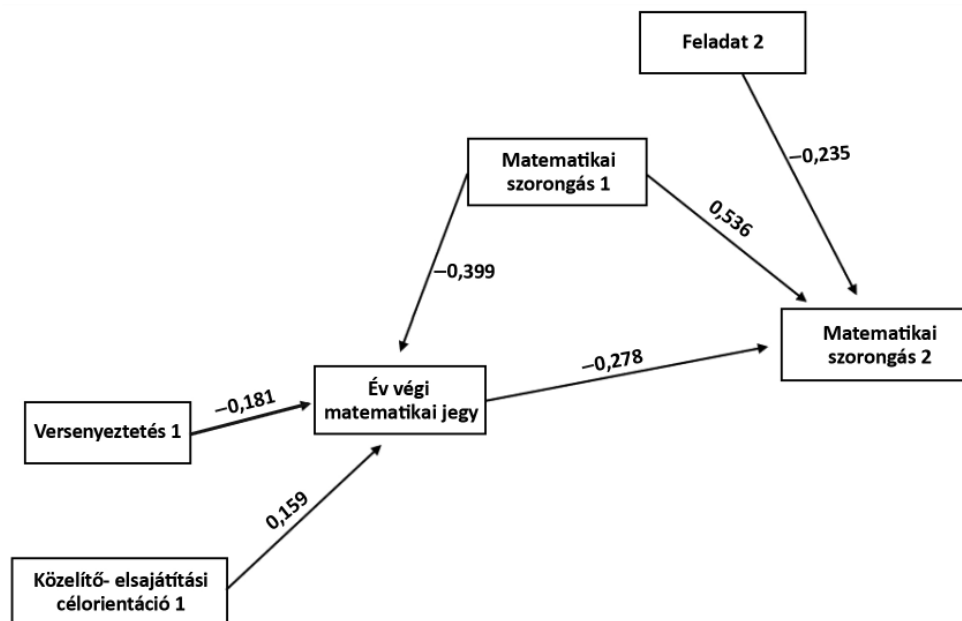 Feladat 2
−0,235
Matematikai
szorongás 1
0,536
−0,399
Matematikai
szorongás 2
−0,278
Év végi
matematikai jegy
−0,181
Versenyeztetés 1
0,159
Közelítő- elsajátítási
célorientáció 1